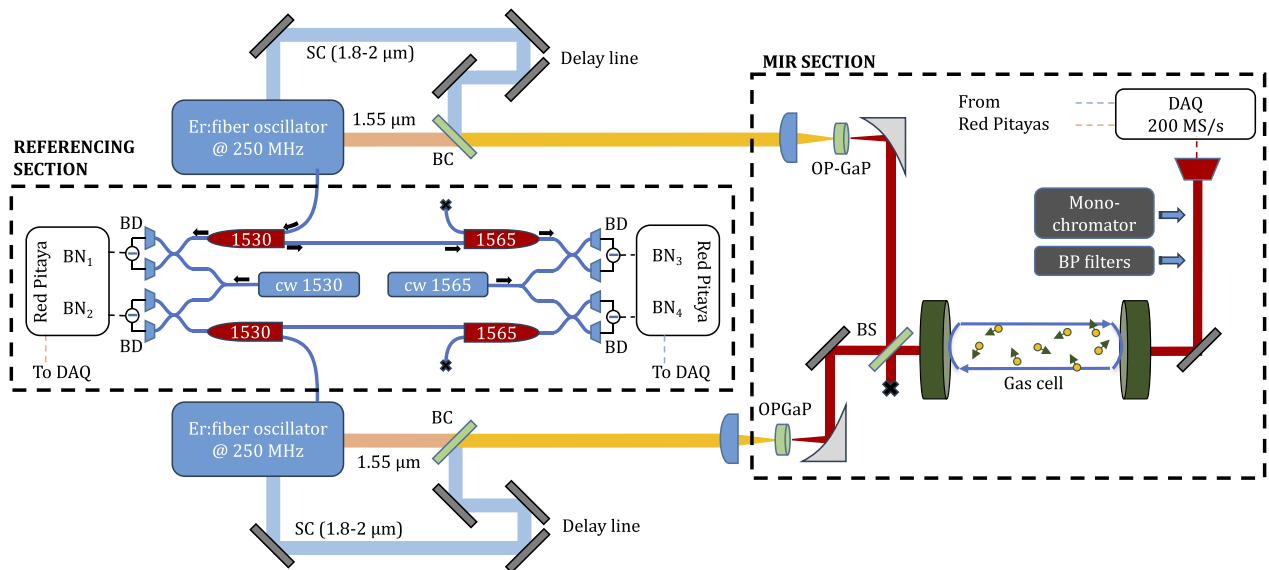 SC (1.8-2 µm)
Delay line
MIR SECTION
Er:fiber oscillator
@ 250 MHz
1.55 µm
BC
OP-GaP
From
Red Pitayas
DAQ
200 MS/s
REFERENCING
SECTION
Mono-
chromator
BP filters
Red Pitaya
BN1
BN2
BD
BD
To DAQ
1530
1565
cw 1530
cw 1565
1530
1565
BD
BD
BN3
BN4
Red Pitaya
To DAQ
BS
Gas cell
OPGaP
Er:fiber oscillator
@ 250 MHz
BC
1.55 µm
SC (1.8-2 µm)
Delay line